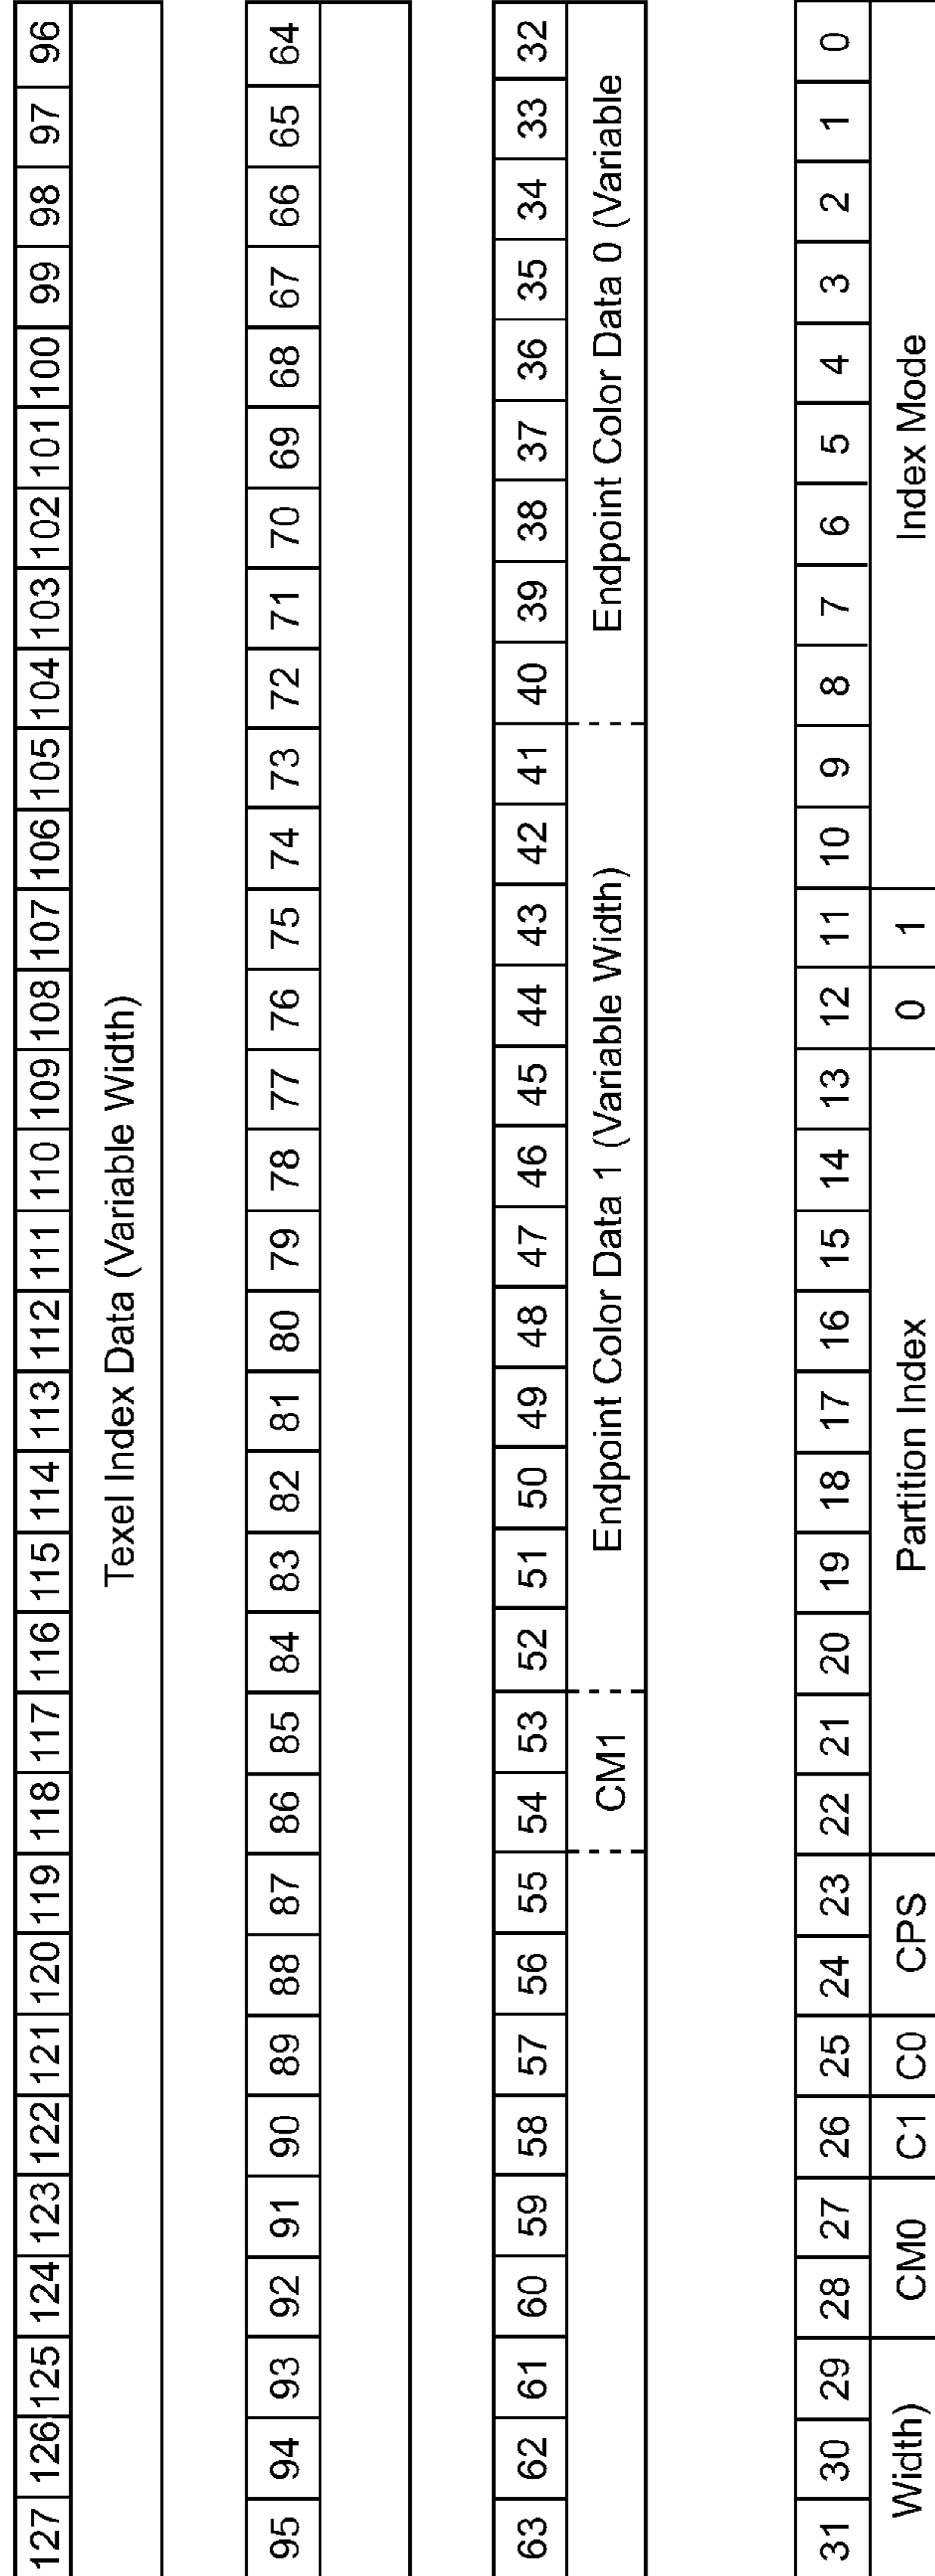 127 126 125 124 123 122 121 120 119 118 117 116 115 114 113 112 111 110 109 108 107 106 105 104 103 102 101 100 99 98 97 96
Texel Index Data (Variable Width)
95 94 93 92 91 90 89 88 87 86 85 84 83 82 81 80 79 78 77 76 75 74 73 72 71 70 69 68 67 66 65 64
63 62 61 60 59 58 57 56 55 54 53 52 51 50 49 48 47 46 45 44 43 42 41 40 39 38 37 36 35 34 33 32
CM1 Endpoint Color Data 1 (Variable Width) Endpoint Color Data 0 (Variable
31 30 29 28 27 26 25 24 23 22 21 20 19 18 17 16 15 14 13 12 11 10 9 8 7 6 5 4 3 2 1 0
Width) CM0 C1 C0 CPS Partition Index 0 1 Index Mode